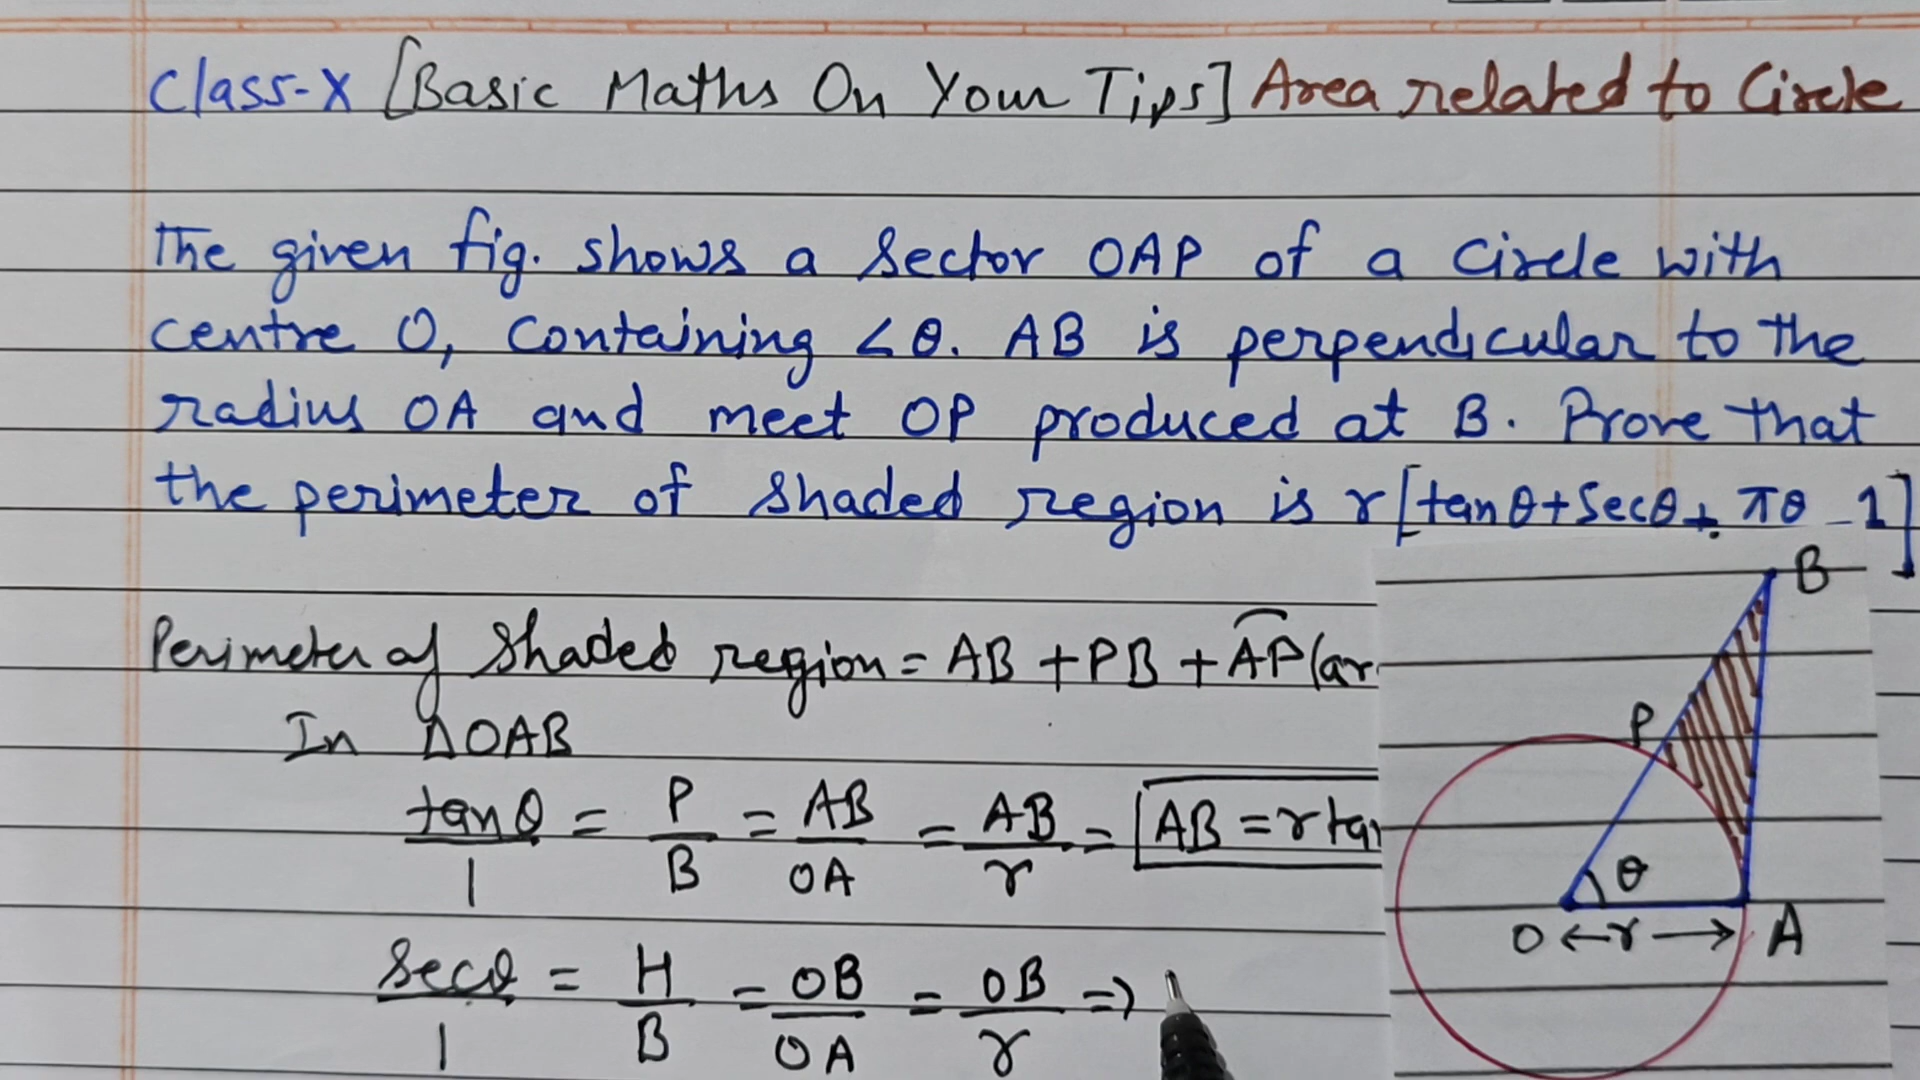 Class-X [Basic Maths On Your Tips] Area related to Circle
The given fig. shows a sector OAP of a circle with
centre O, containing ∠θ. AB is perpendicular to the
radius OA and meet OP produced at B. Prove that
the perimeter of shaded region is r[tanθ+secθ+ πθ -1]
Perimeter of shaded region = AB + PB + AP (ar
In ΔOAB
tanθ/1 = P/B = AB/OA = AB/r = AB = r tan
secθ/1 = H/B = OB/OA = OB/r =>
B
P
θ
O ←r→ A